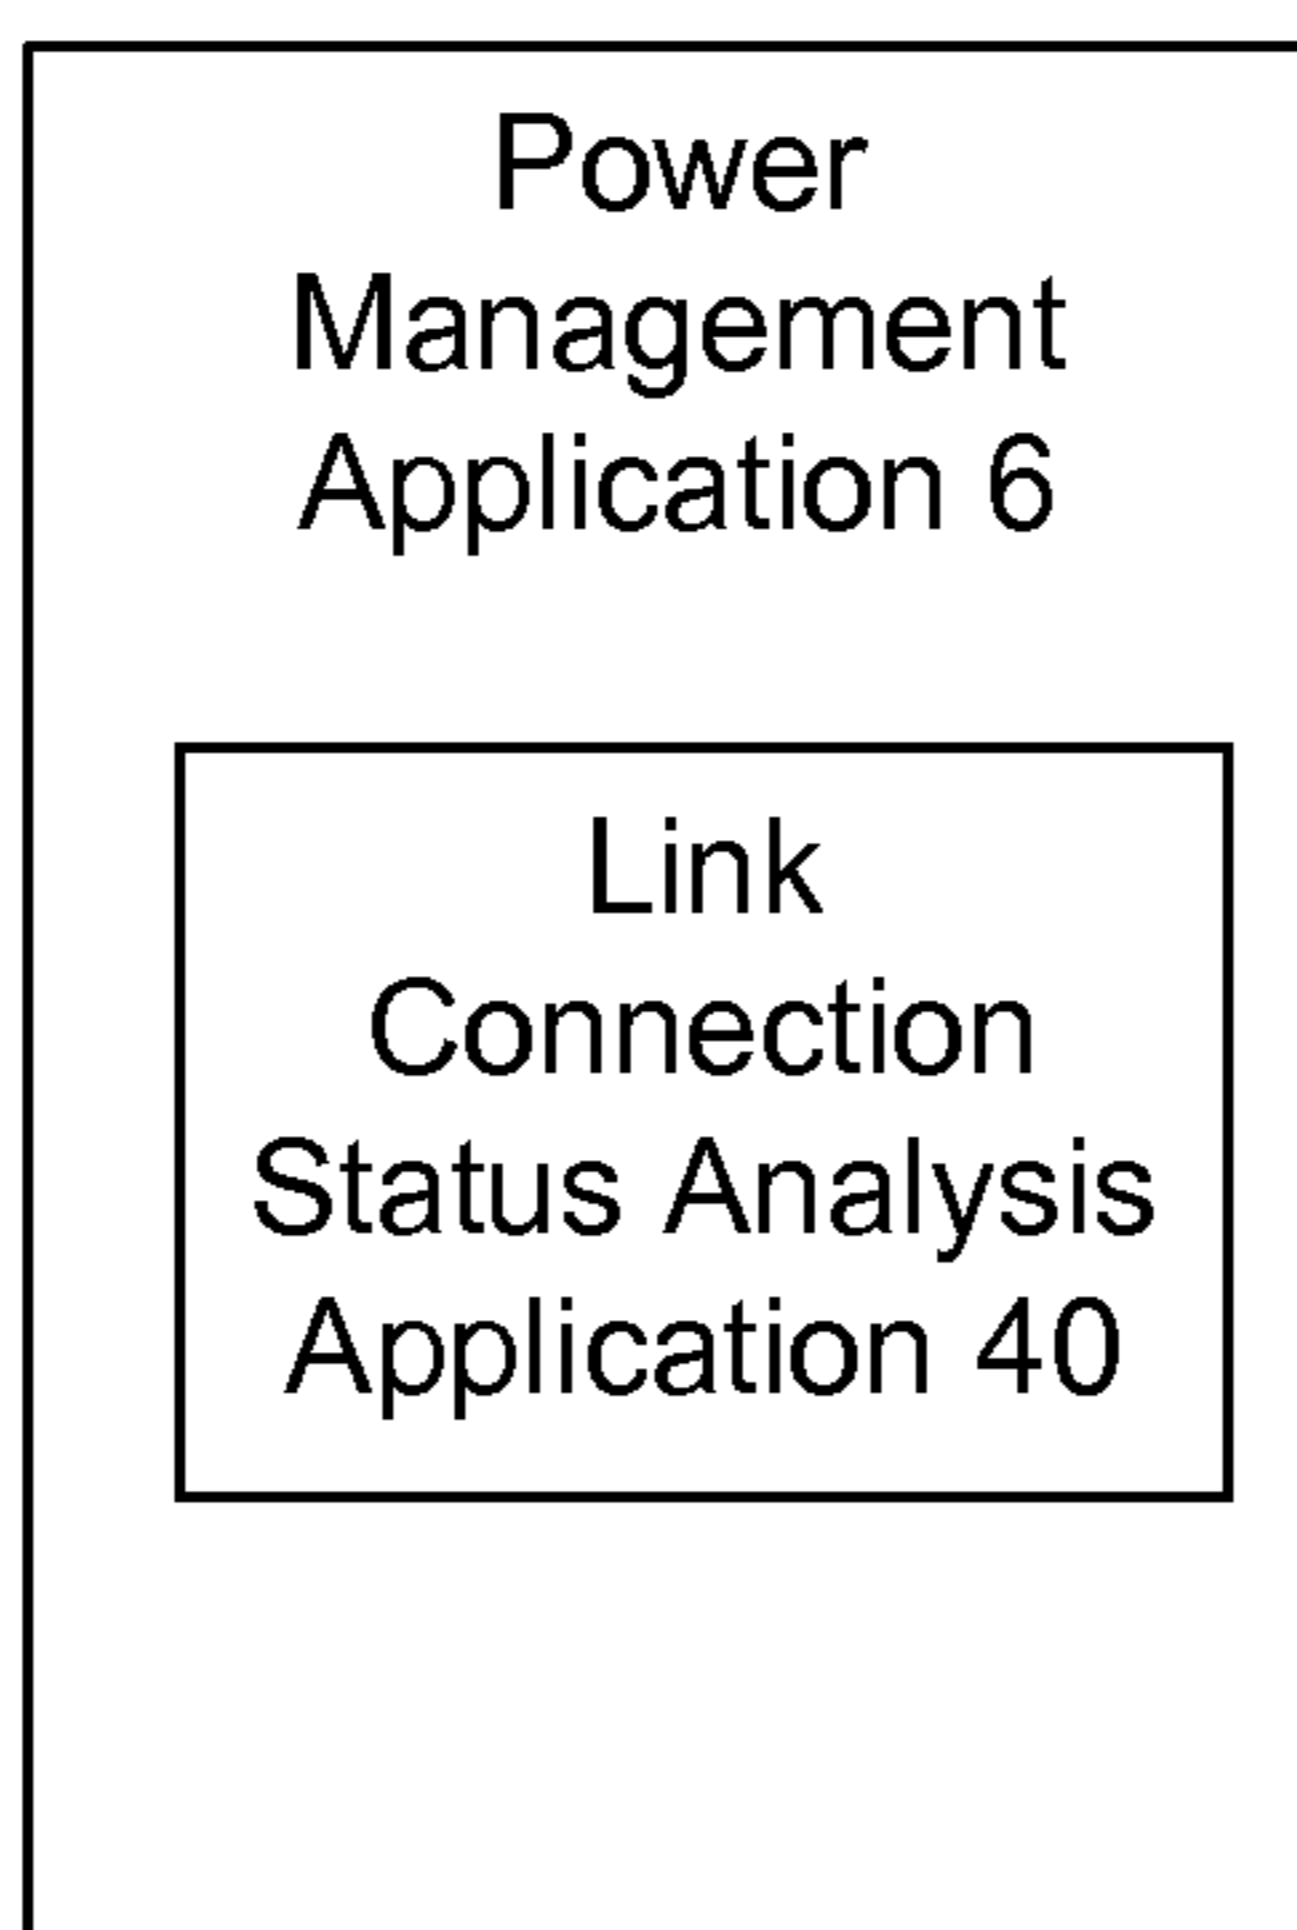 Power
Management
Application 6
Link
Connection
Status Analysis
Application 40